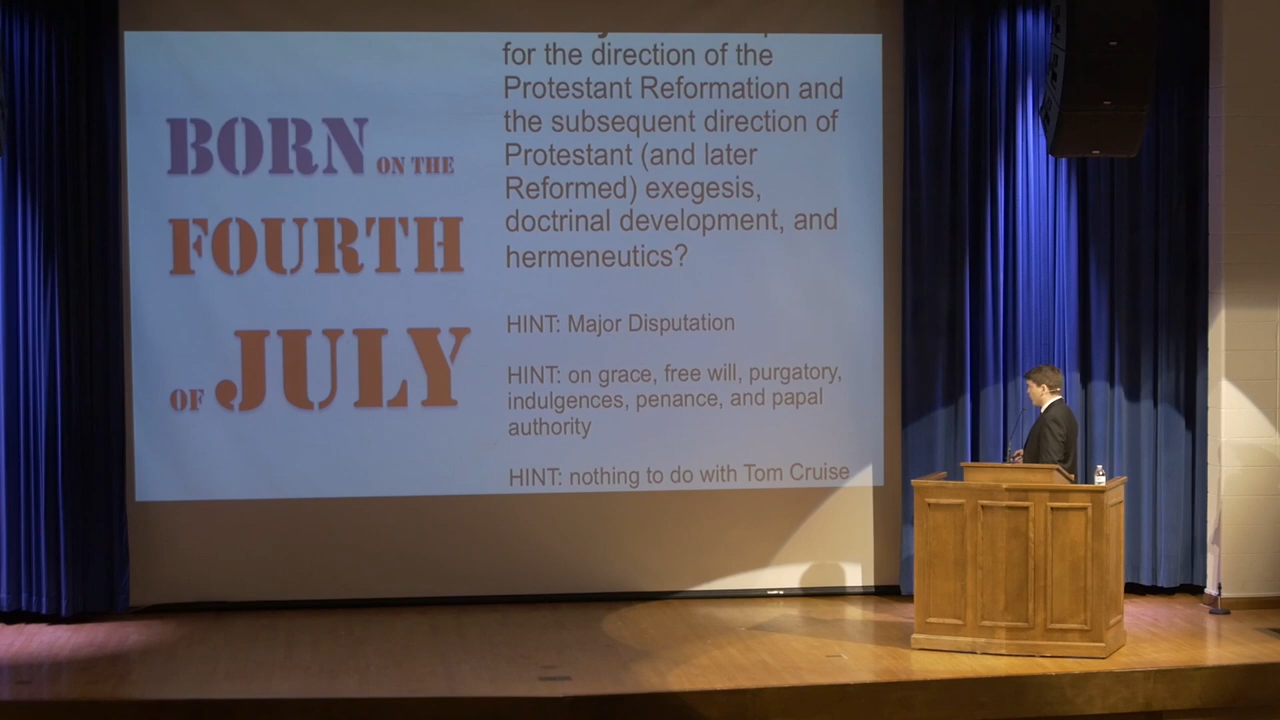 BORN ON THE
FOURTH
OF JULY
for the direction of the
Protestant Reformation and
the subsequent direction of
Protestant (and later
Reformed) exegesis,
doctrinal development, and
hermeneutics?
HINT: Major Disputation
HINT: on grace, free will, purgatory,
indulgences, penance, and papal
authority
HINT: nothing to do with Tom Cruise